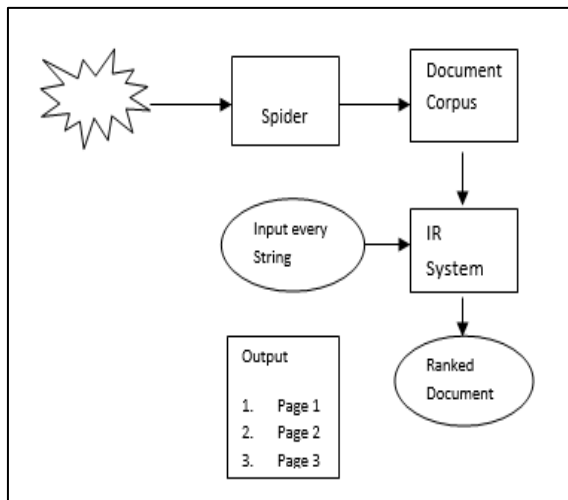 Spider
Document
Corpus
Input every
String
IR
System
Output
1. Page 1
2. Page 2
3. Page 3
Ranked
Document